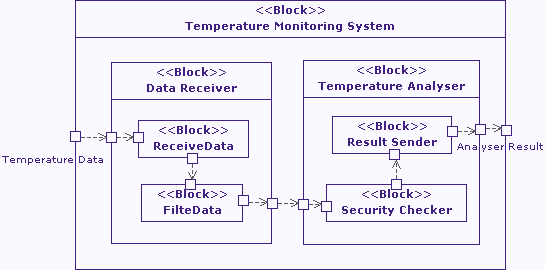 <<Block>>
Temperature Monitoring System
<<Block>>
Data Receiver
<<Block>>
Temperature Analyser
<<Block>>
ReceiveData
<<Block>>
Result Sender
Temperature Data
Analyser Result
<<Block>>
FilteData
<<Block>>
Security Checker